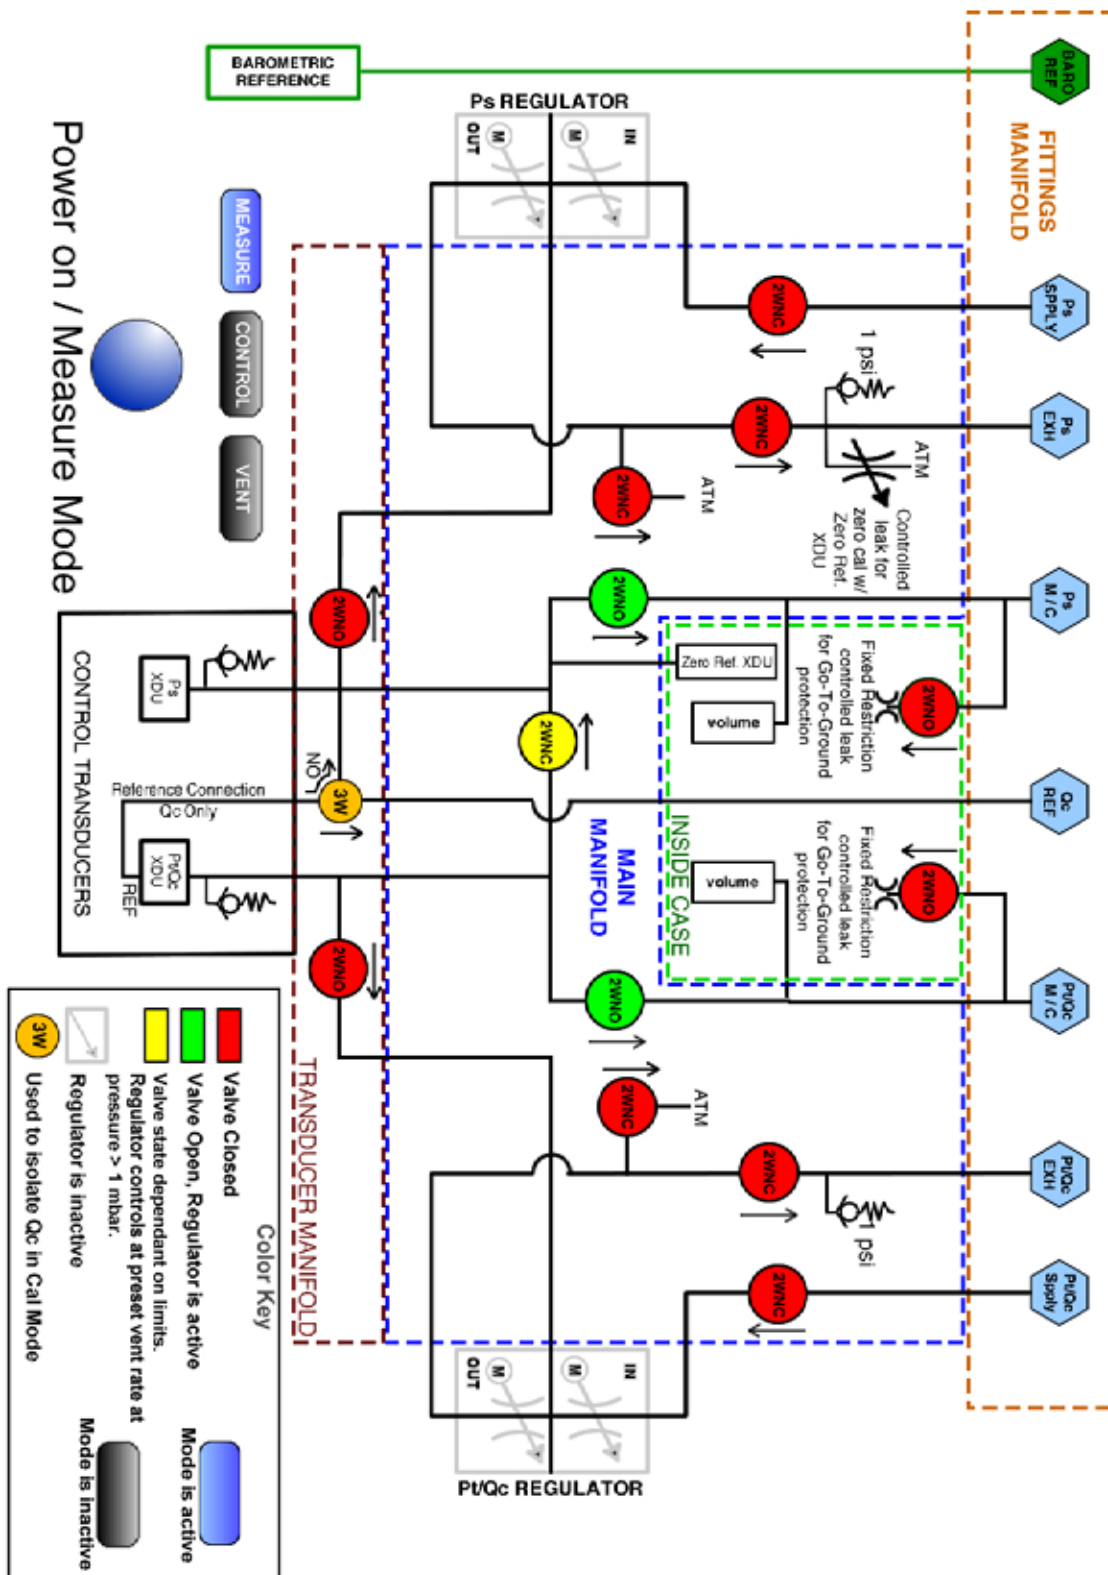 Power on / Measure Mode
MEASURE
CONTROL
VENT
BAROMETRIC
REFERENCE
BARO
REF
FITTINGS
MANIFOLD
Ps
SPPLY
Ps
EXH
Ps
M / C
Qc
REF
Pt/Qc
M / C
Pt/Qc
EXH
Pt/Qc
Spply
Ps REGULATOR
IN
OUT
M
M
2WNC
1 psi
2WNC
ATM
Controlled
leak for
zero cal w/
Zero Ref.
XDU
2WNC
ATM
2WNO
2WNO
Zero Ref. XDU
volume
Fixed Restriction
controlled leak
for Go-To-Ground
protection
2WNO
2WNC
INSIDE CASE
MAIN
MANIFOLD
Fixed Restriction
controlled leak
for Go-To-Ground
protection
2WNO
volume
2WNO
2WNC
ATM
2WNC
1 psi
2WNC
3W
NO
2WNO
TRANSDUCER MANIFOLD
CONTROL TRANSDUCERS
Ps
XDU
Reference Connection
Qc Only
Pt/Qc
XDU
REF
Pt/Qc REGULATOR
IN
OUT
M
M
Color Key
Valve Closed
Valve Open, Regulator is active
Valve state dependant on limits.
Regulator controls at preset vent rate at
pressure > 1 mbar.
Regulator is inactive
3W
Used to isolate Qc in Cal Mode
Mode is active
Mode is inactive